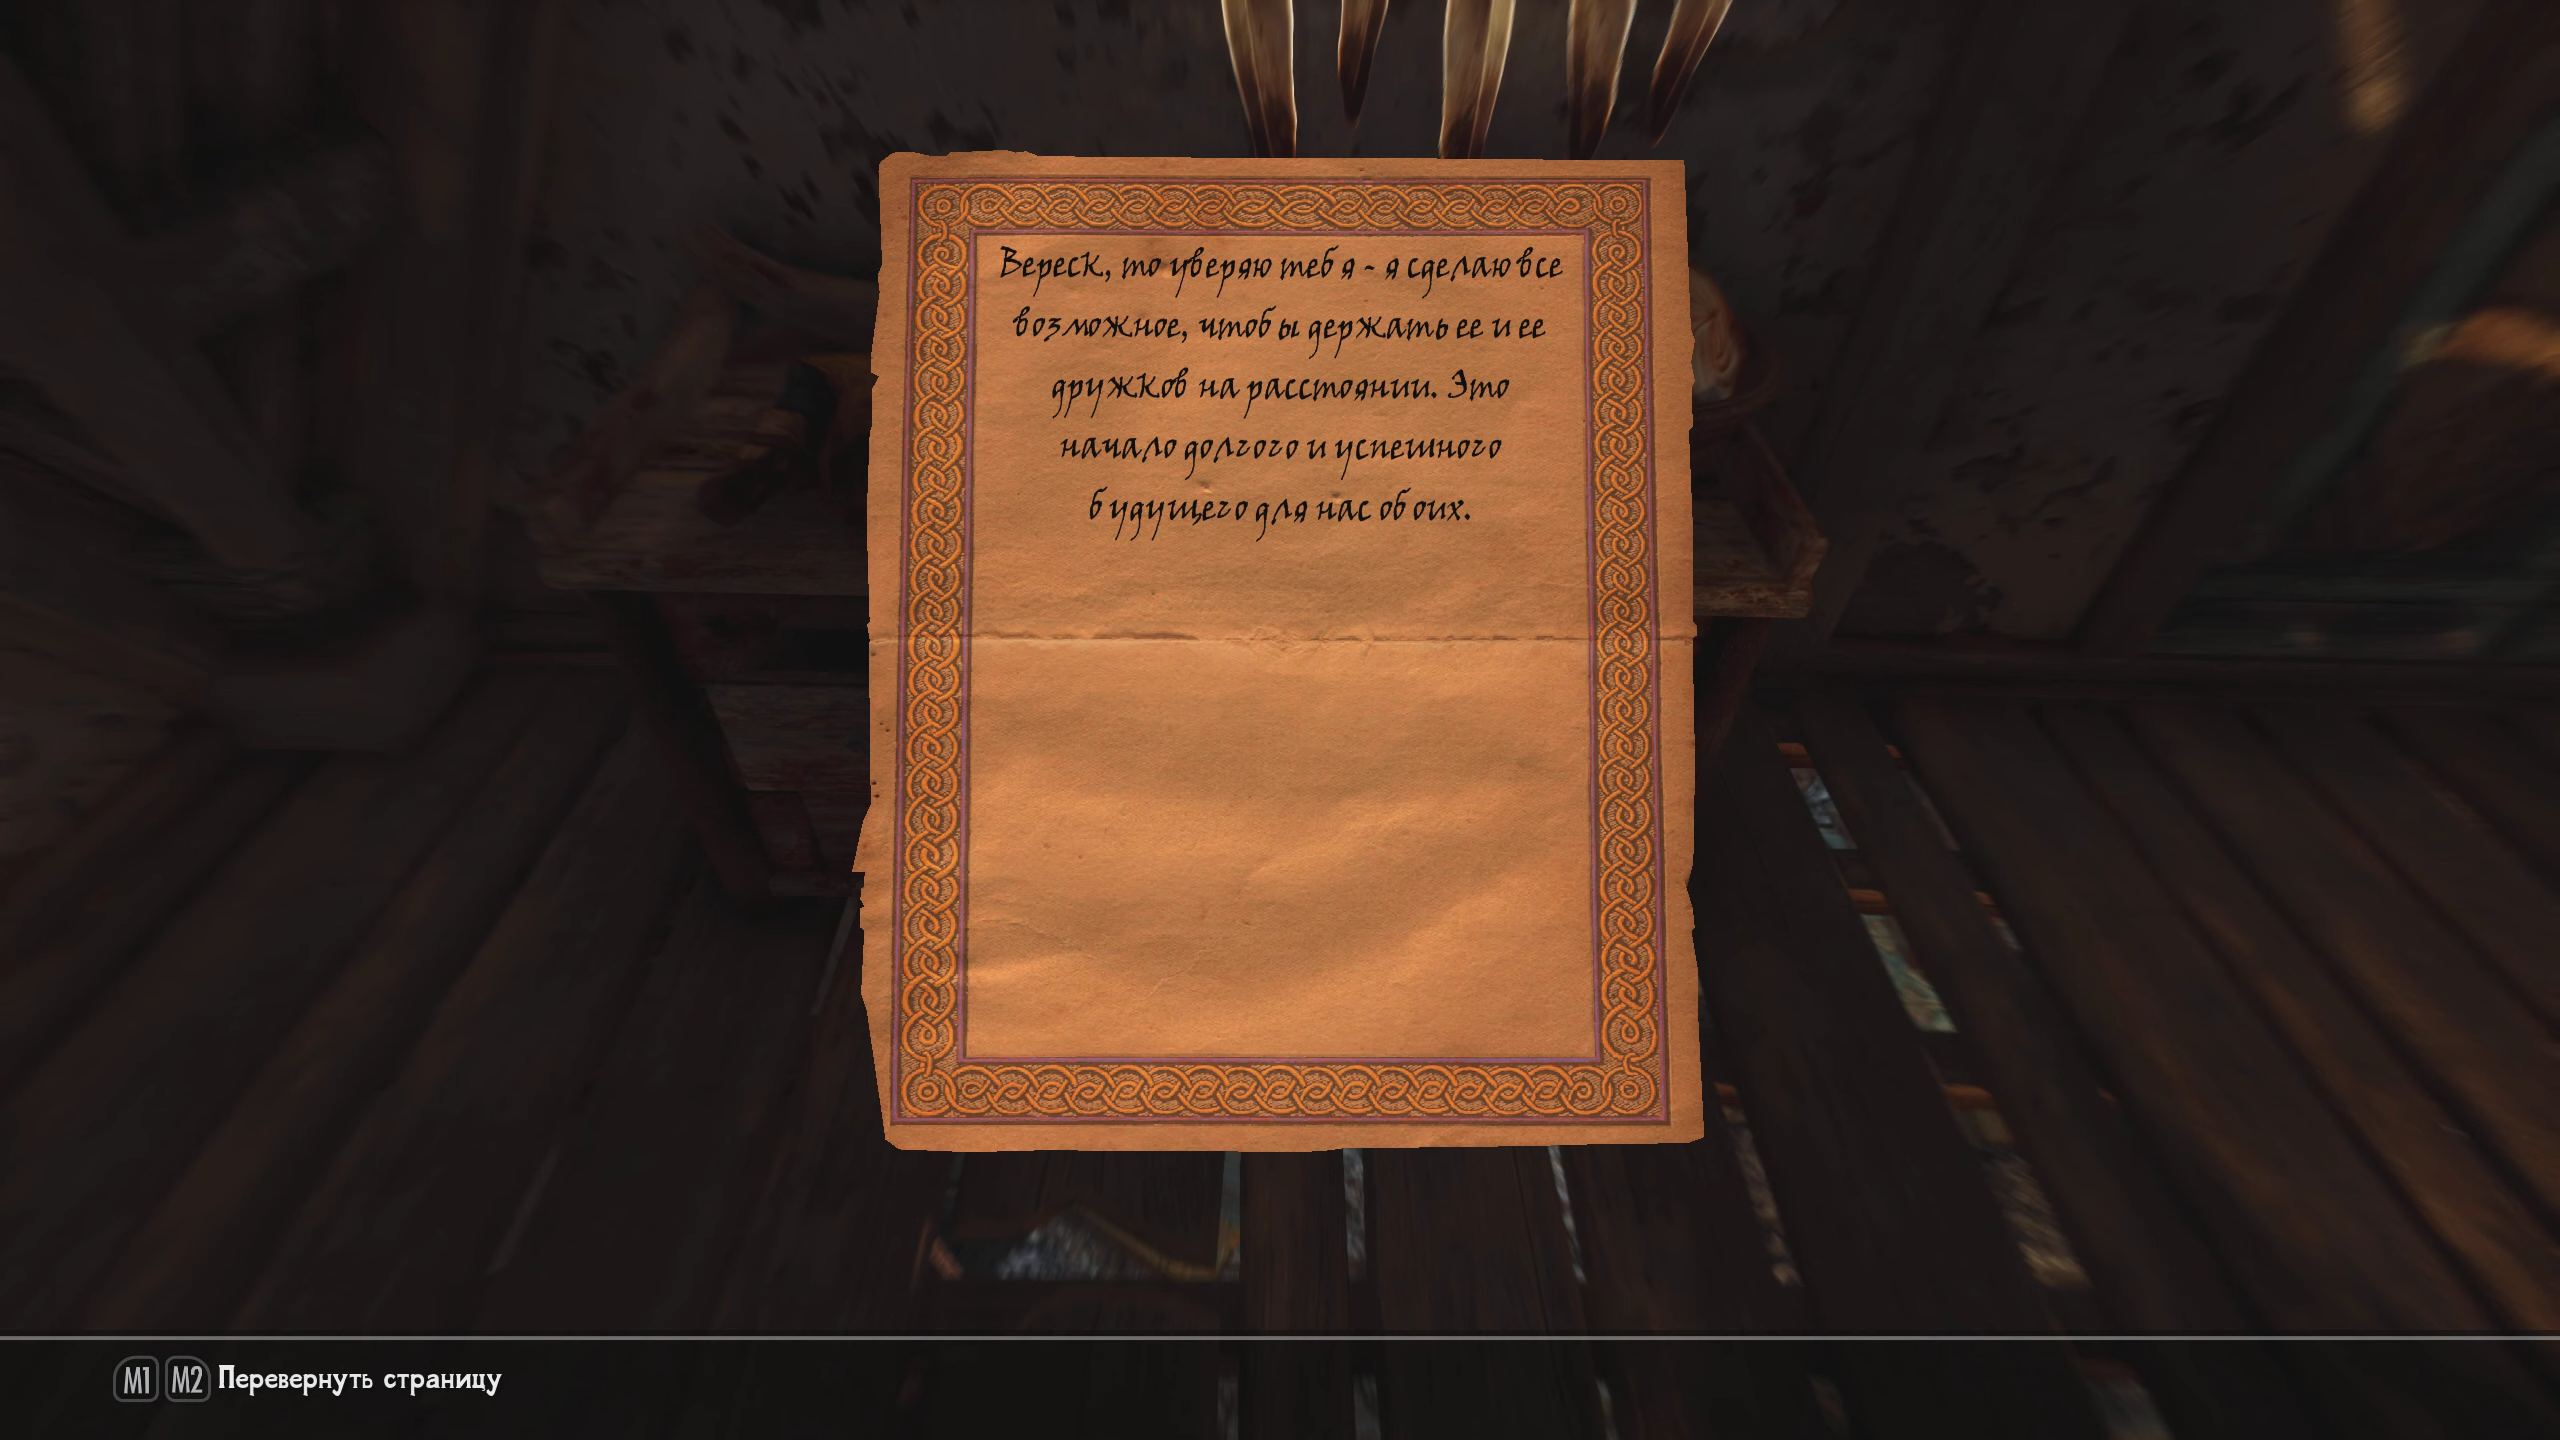 Вереск, то уверяю тебя - я сделаю все
возможное, чтобы держать ее и ее
дружков на расстоянии. Это
начало долгого и успешного
будущего для нас обоих.
M1 M2 Перевернуть страницу